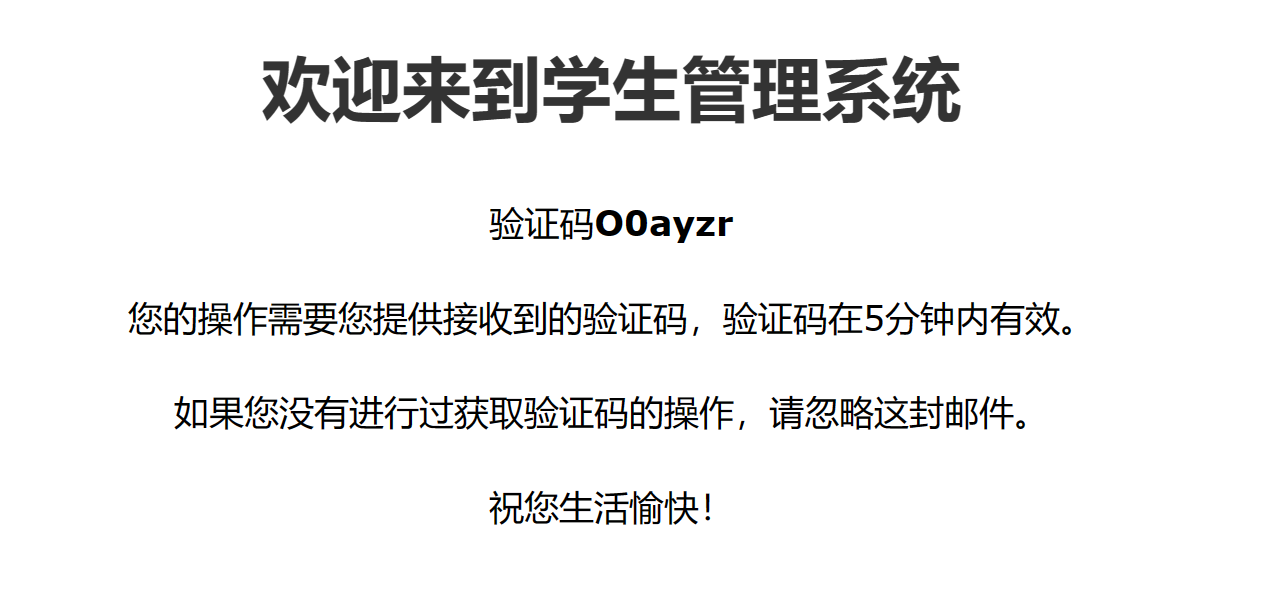 欢迎来到学生管理系统
验证码O0ayzr
您的操作需要您提供接收到的验证码，验证码在5分钟内有效。
如果您没有进行过获取验证码的操作，请忽略这封邮件。
祝您生活愉快！